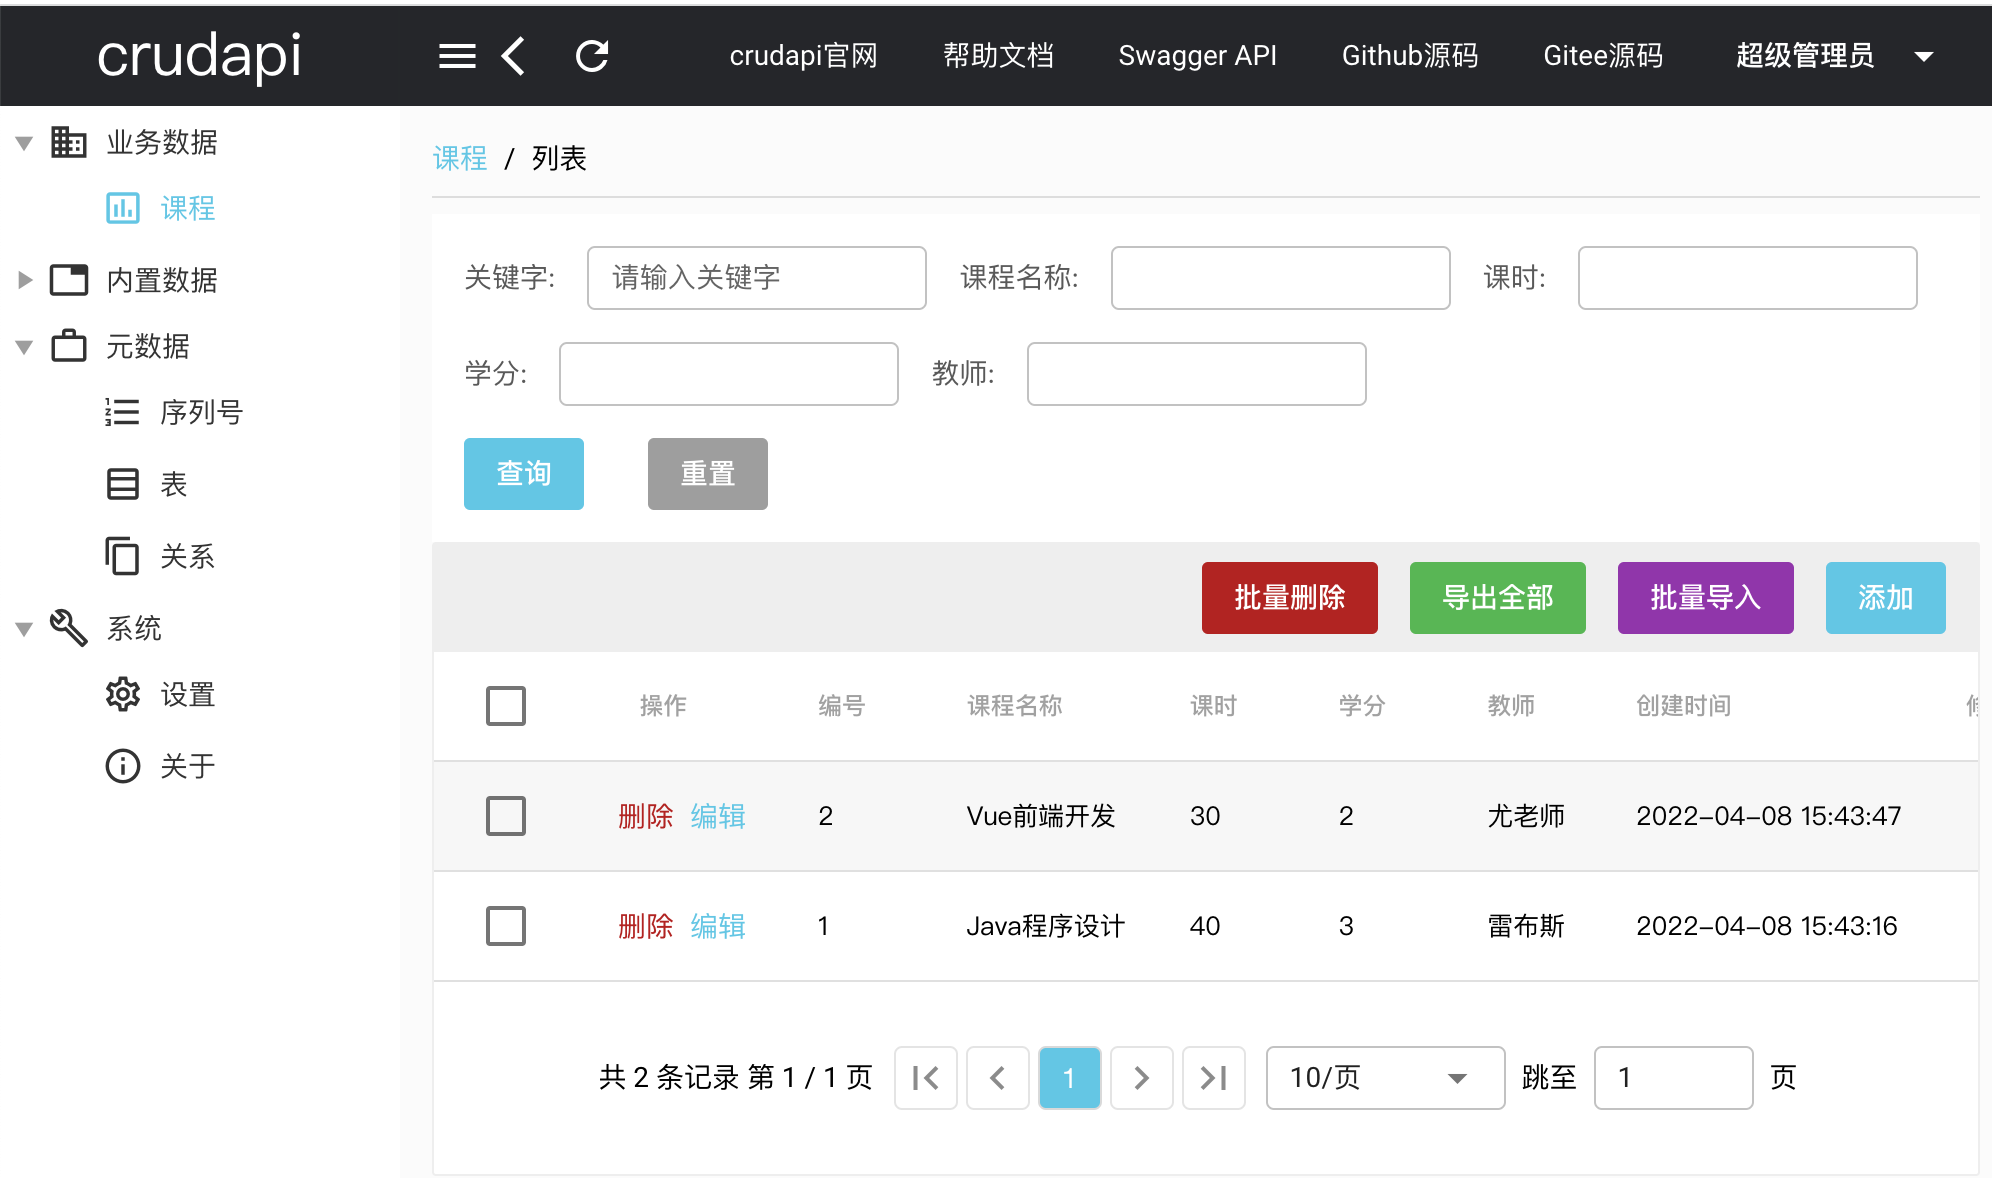 crudapi crudapi官网 帮助文档 Swagger API Github源码 Gitee源码 超级管理员
业务数据
课程
内置数据
元数据
序列号
表
关系
系统
设置
关于
课程 / 列表
关键字: 请输入关键字 课程名称: 课时:
学分: 教师:
查询 重置
批量删除 导出全部 批量导入 添加
操作 编号 课程名称 课时 学分 教师 创建时间
删除 编辑 2 Vue前端开发 30 2 尤老师 2022-04-08 15:43:47
删除 编辑 1 Java程序设计 40 3 雷布斯 2022-04-08 15:43:16
共 2 条记录 第 1 / 1 页 1 10/页 跳至 1 页